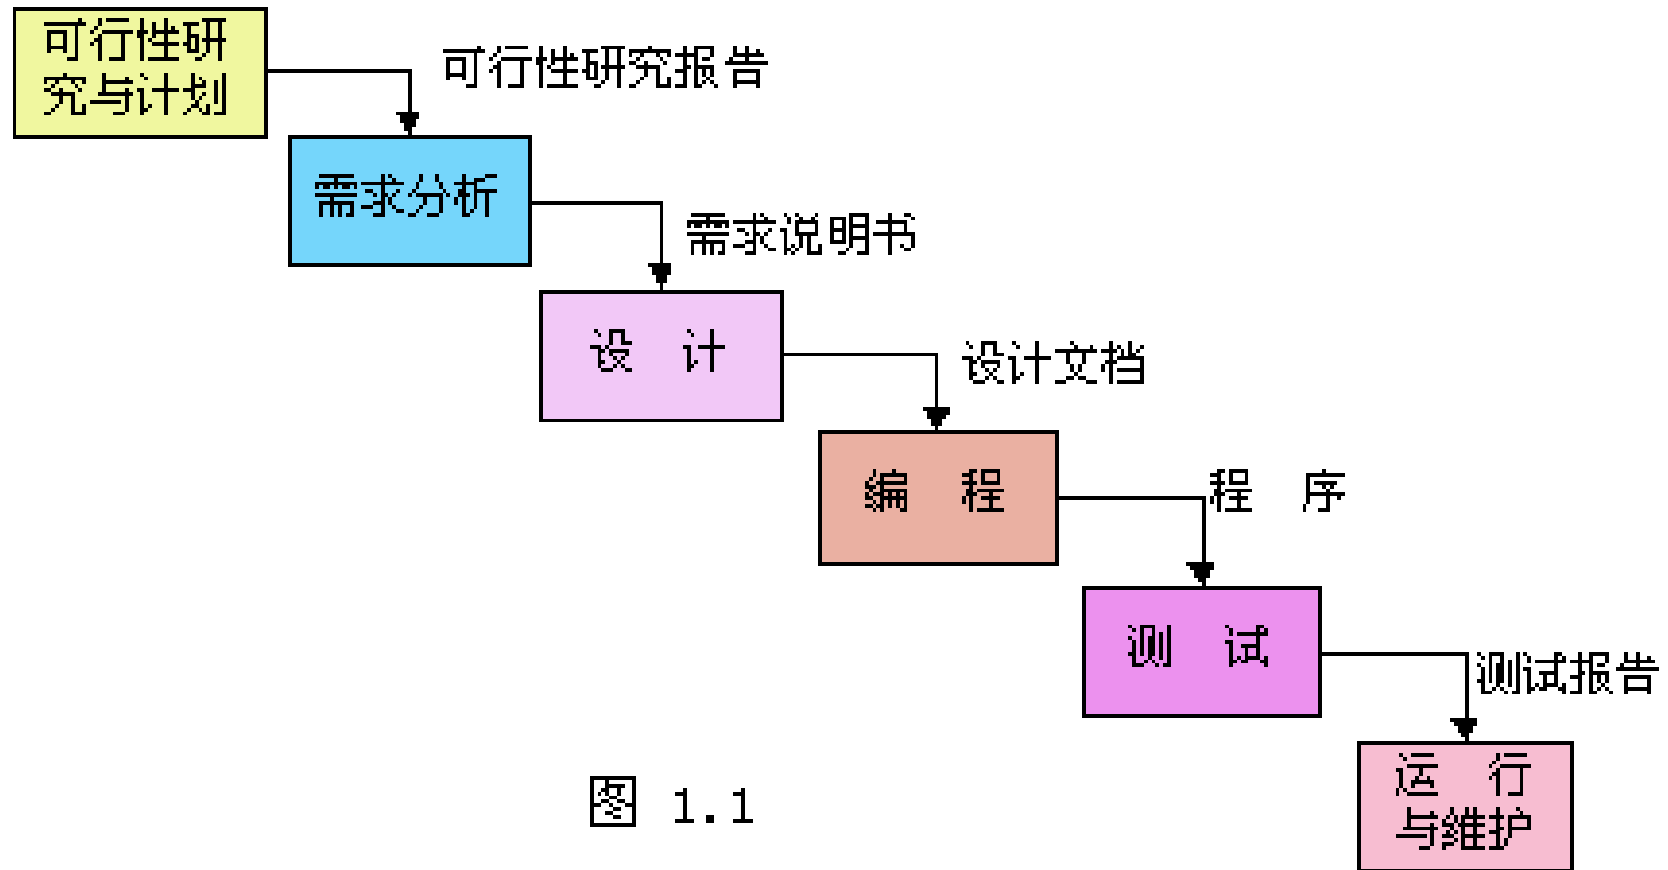 可行性研
究与计划
可行性研究报告
需求分析
需求说明书
设 计
设计文档
编 程
程 序
测 试
测试报告
运 行
与维护
图 1.1